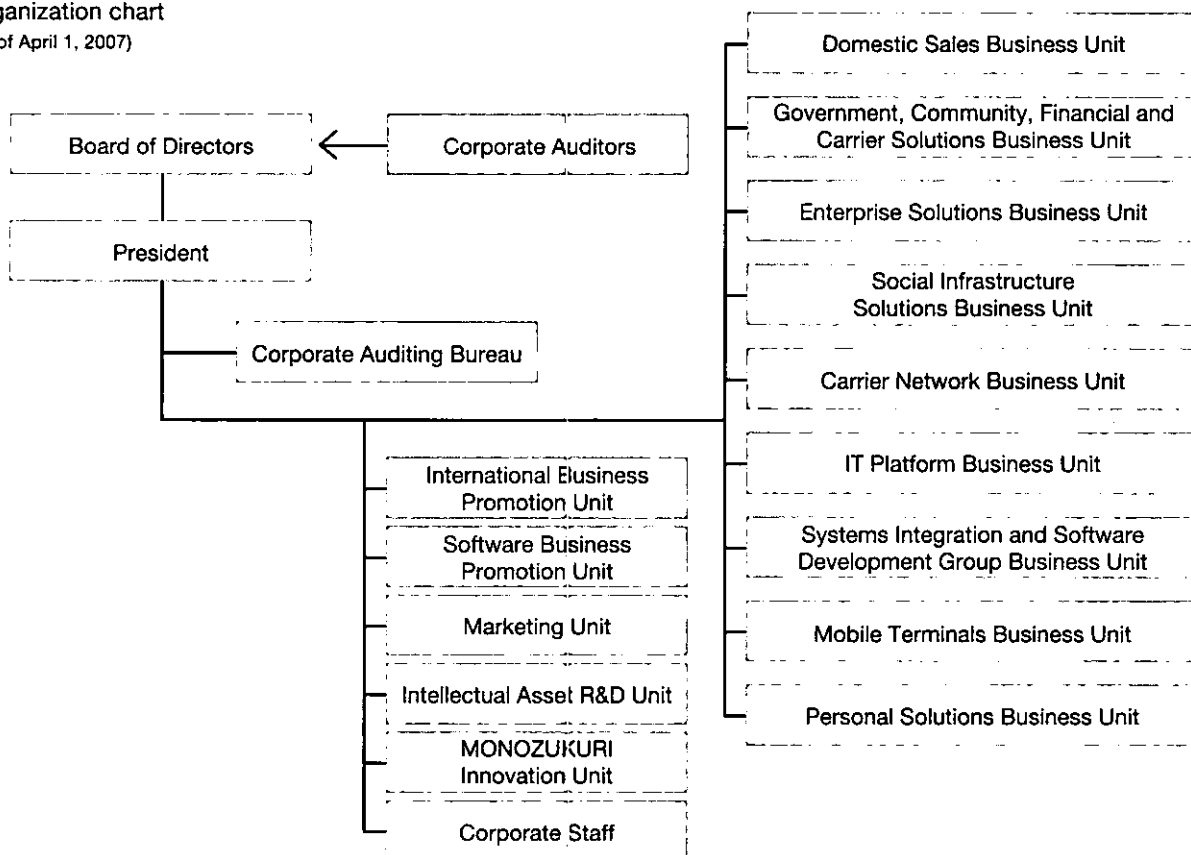 ganization chart
of April 1, 2007)
Board of Directors
Corporate Auditors
President
Corporate Auditing Bureau
International Business
Promotion Unit
Software Business
Promotion Unit
Marketing Unit
Intellectual Asset R&D Unit
MONOZUKURI
Innovation Unit
Corporate Staff
Domestic Sales Business Unit
Government, Community, Financial and
Carrier Solutions Business Unit
Enterprise Solutions Business Unit
Social Infrastructure
Solutions Business Unit
Carrier Network Business Unit
IT Platform Business Unit
Systems Integration and Software
Development Group Business Unit
Mobile Terminals Business Unit
Personal Solutions Business Unit